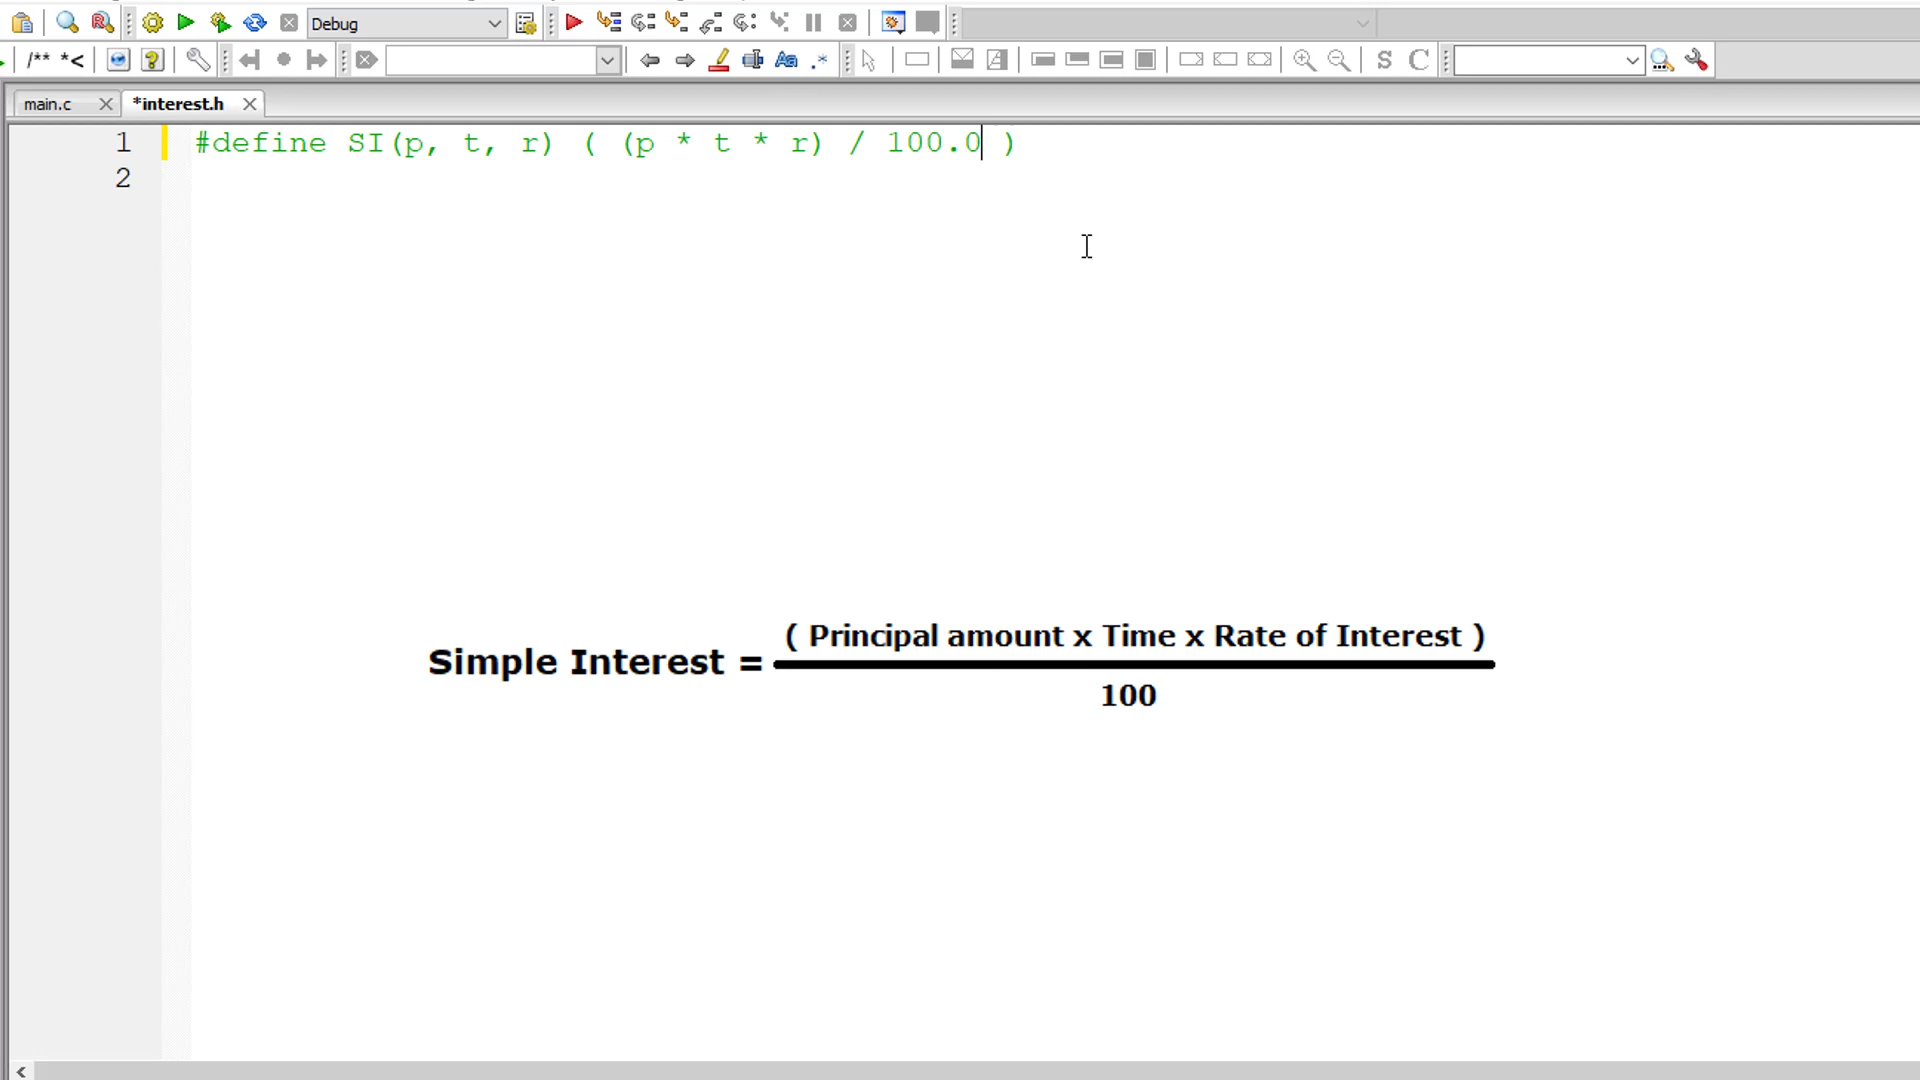 Debug
/** *<
S C
main.c *interest.h
1 #define SI(p, t, r) ( (p * t * r) / 100.0 )
2
Simple Interest = ( Principal amount x Time x Rate of Interest )
100